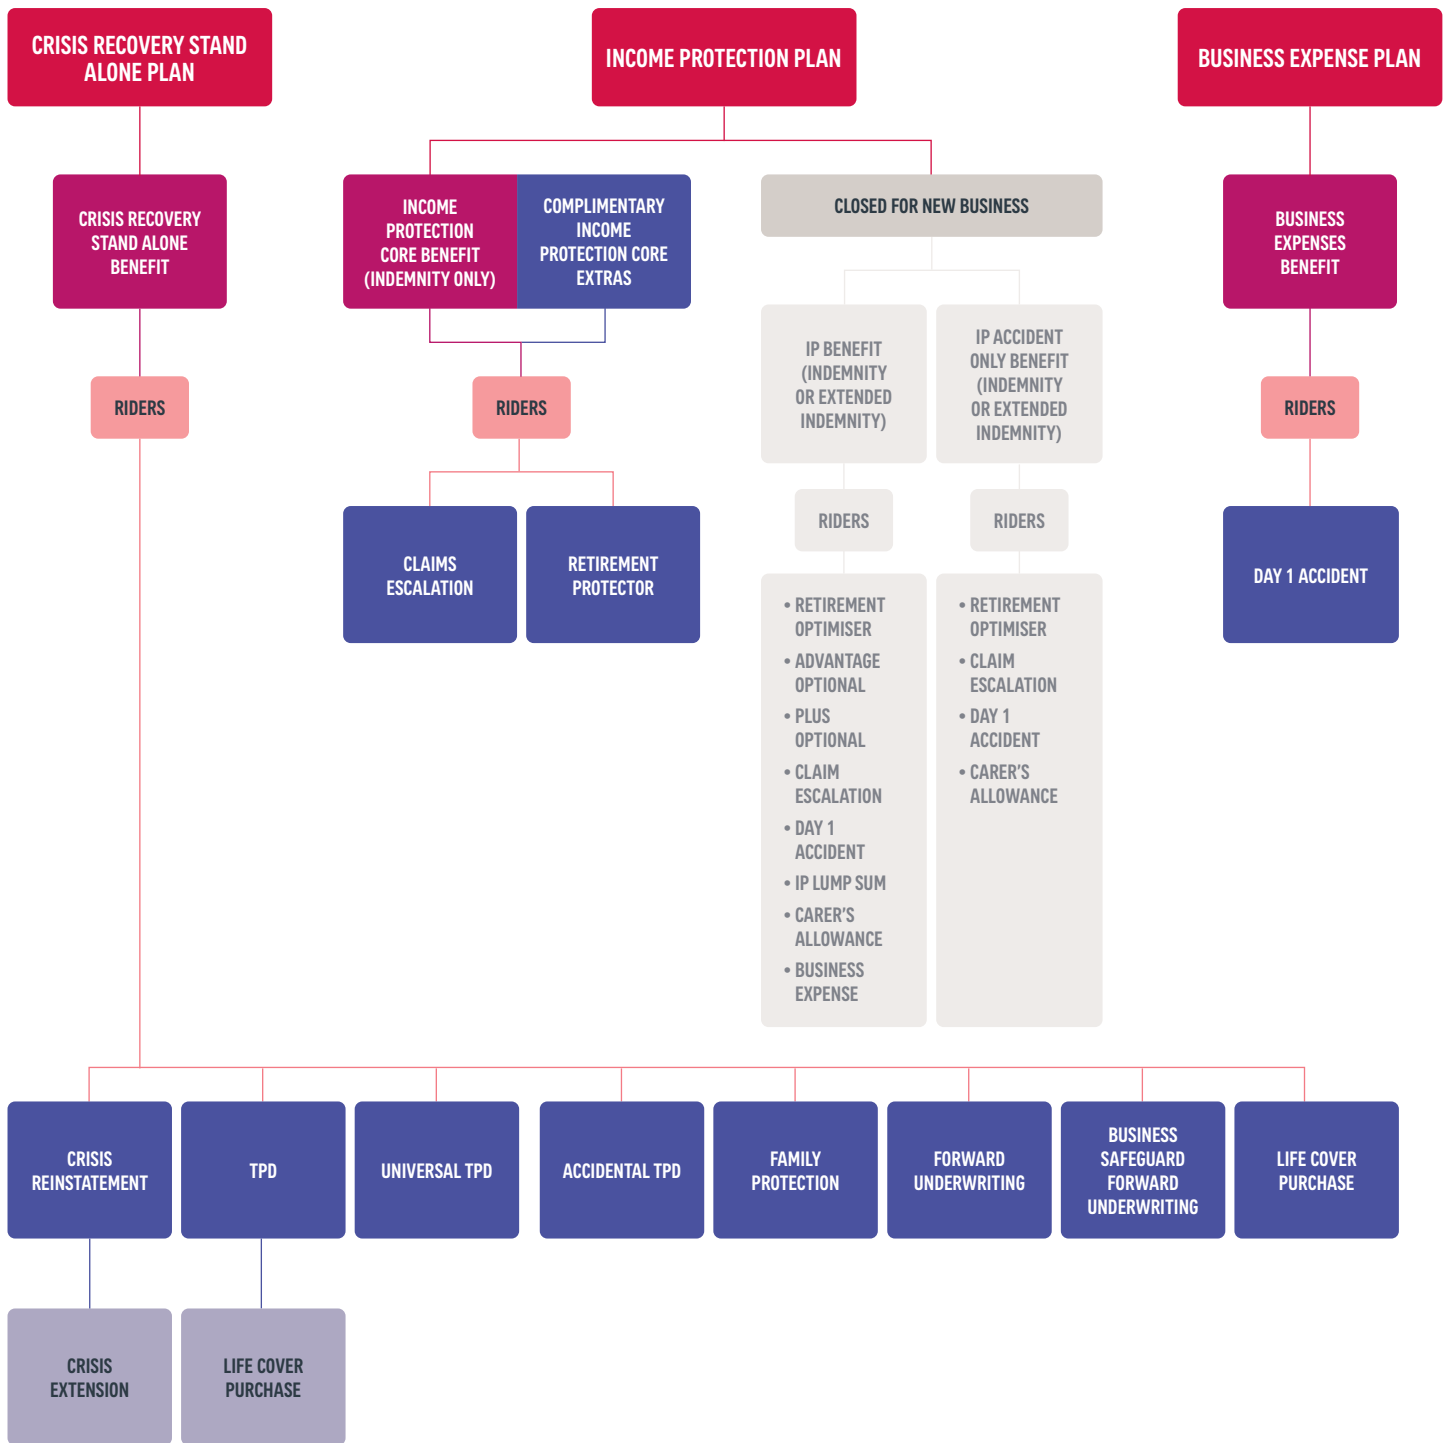 CRISIS RECOVERY STAND
ALONE PLAN
INCOME PROTECTION PLAN
BUSINESS EXPENSE PLAN
CRISIS RECOVERY
STAND ALONE
BENEFIT
INCOME
PROTECTION
CORE BENEFIT
(INDEMNITY ONLY)
COMPLIMENTARY
INCOME
PROTECTION CORE
EXTRAS
CLOSED FOR NEW BUSINESS
BUSINESS
EXPENSES
BENEFIT
IP BENEFIT
(INDEMNITY
OR EXTENDED
INDEMNITY)
IP ACCIDENT
ONLY BENEFIT
(INDEMNITY
OR EXTENDED
INDEMNITY)
RIDERS
RIDERS
RIDERS
RIDERS
RIDERS
CLAIMS
ESCALATION
RETIREMENT
PROTECTOR
DAY 1 ACCIDENT
• RETIREMENT
OPTIMISER
• ADVANTAGE
OPTIONAL
• PLUS
OPTIONAL
• CLAIM
ESCALATION
• DAY 1
ACCIDENT
• IP LUMP SUM
• CARER'S
ALLOWANCE
• BUSINESS
EXPENSE
• RETIREMENT
OPTIMISER
• CLAIM
ESCALATION
• DAY 1
ACCIDENT
• CARER'S
ALLOWANCE
CRISIS
REINSTATEMENT
TPD
UNIVERSAL TPD
ACCIDENTAL TPD
FAMILY
PROTECTION
FORWARD
UNDERWRITING
BUSINESS
SAFEGUARD
FORWARD
UNDERWRITING
LIFE COVER
PURCHASE
CRISIS
EXTENSION
LIFE COVER
PURCHASE